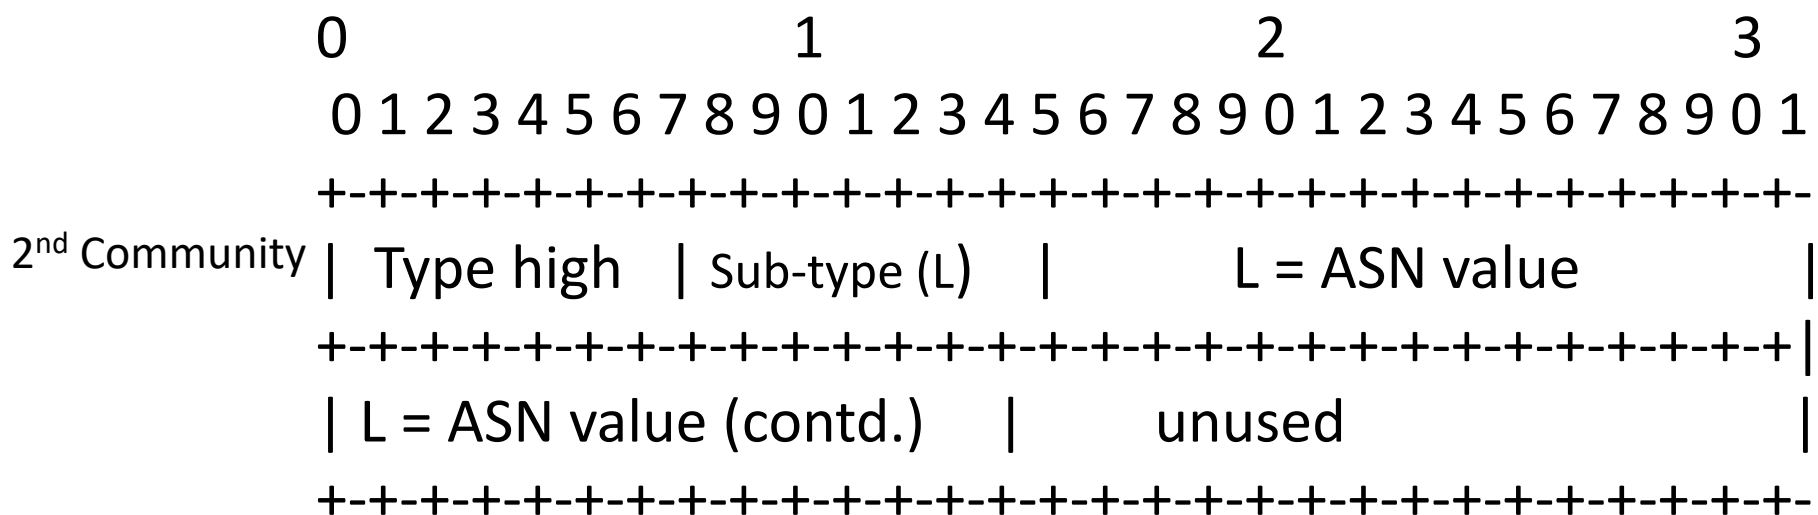 0 1 2 3
0 1 2 3 4 5 6 7 8 9 0 1 2 3 4 5 6 7 8 9 0 1 2 3 4 5 6 7 8 9 0 1
+-+-+-+-+-+-+-+-+-+-+-+-+-+-+-+-+-+-+-+-+-+-+-+-+-+-+-+-+-
2nd Community | Type high | Sub-type (L) | L = ASN value |
+-+-+-+-+-+-+-+-+-+-+-+-+-+-+-+-+-+-+-+-+-+-+-+-+-+-+-+-+|
| L = ASN value (contd.) | unused |
+-+-+-+-+-+-+-+-+-+-+-+-+-+-+-+-+-+-+-+-+-+-+-+-+-+-+-+-+-